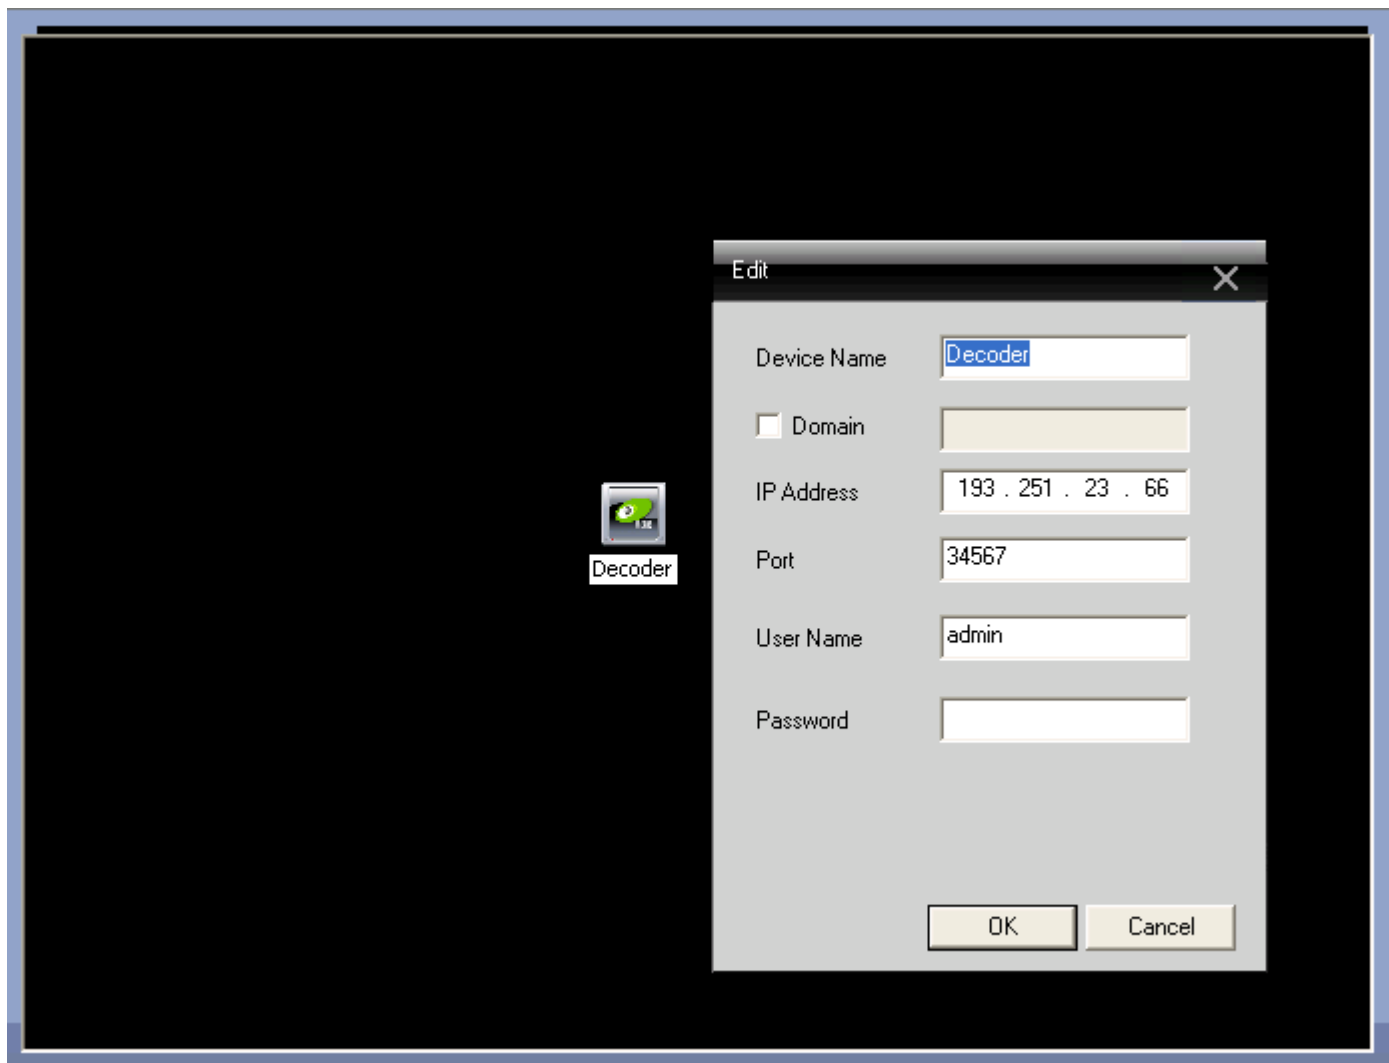 Edit
Device Name Decoder
Domain
IP Address 193 . 251 . 23 . 66
Port 34567
User Name admin
Password
Decoder
OK Cancel